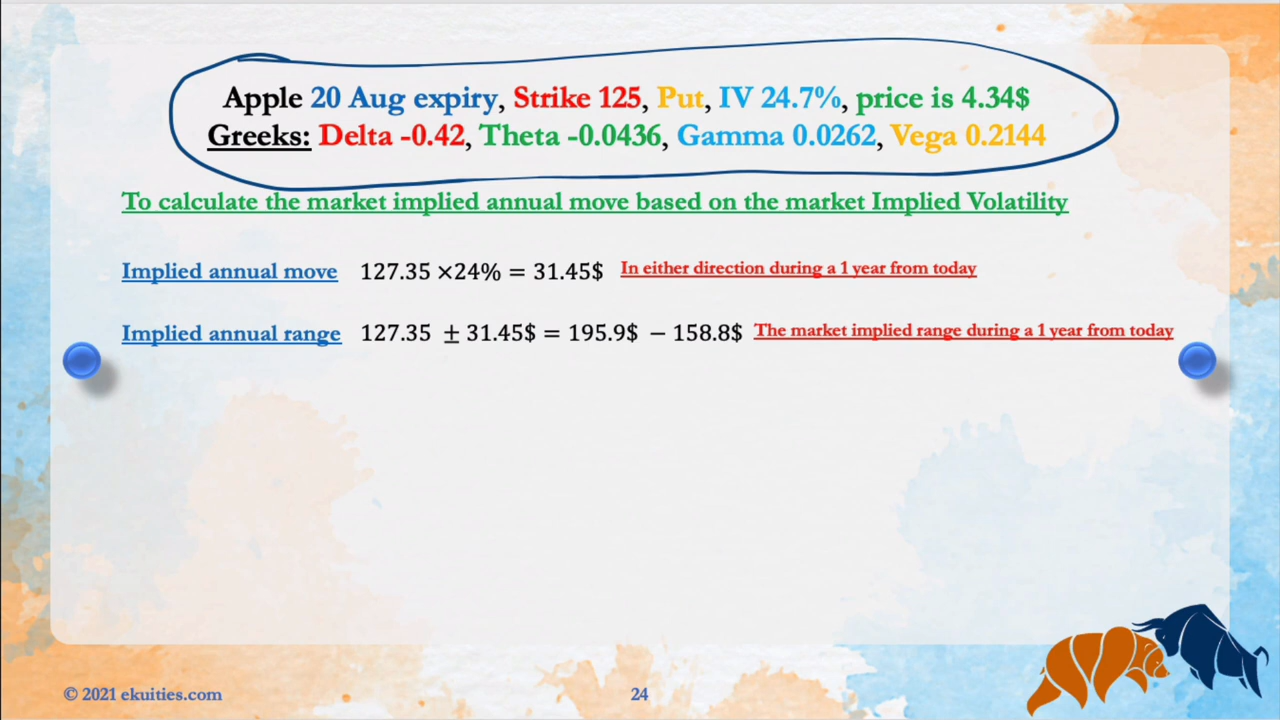 Apple 20 Aug expiry, Strike 125, Put, IV 24.7%, price is 4.34$
Greeks: Delta -0.42, Theta -0.0436, Gamma 0.0262, Vega 0.2144
To calculate the market implied annual move based on the market Implied Volatility
Implied annual move 127.35 ×24% = 31.45$ In either direction during a 1 year from today
Implied annual range 127.35 ± 31.45$ = 195.9$ − 158.8$ The market implied range during a 1 year from today
© 2021 ekuities.com 24